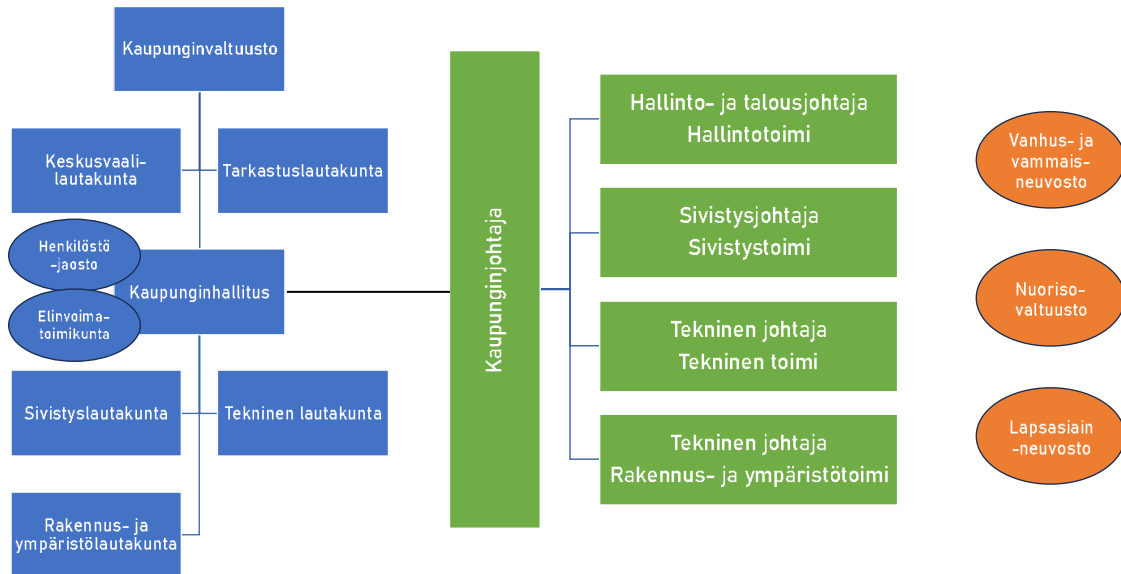 Kaupunginvaltuusto
Keskusvaali-
lautakunta
Tarkastuslautakunta
Henkilöstö
-jaosto
Kaupunginhallitus
Elinvoima-
toimikunta
Sivistyslautakunta
Tekninen lautakunta
Rakennus- ja
ympäristölautakunta
Kaupunginjohtaja
Hallinto- ja talousjohtaja
Hallintotoimi
Sivistysjohtaja
Sivistystoimi
Tekninen johtaja
Tekninen toimi
Tekninen johtaja
Rakennus- ja ympäristötoimi
Vanhus- ja
vammais-
neuvosto
Nuoriso-
valtuusto
Lapsasiain
-neuvosto